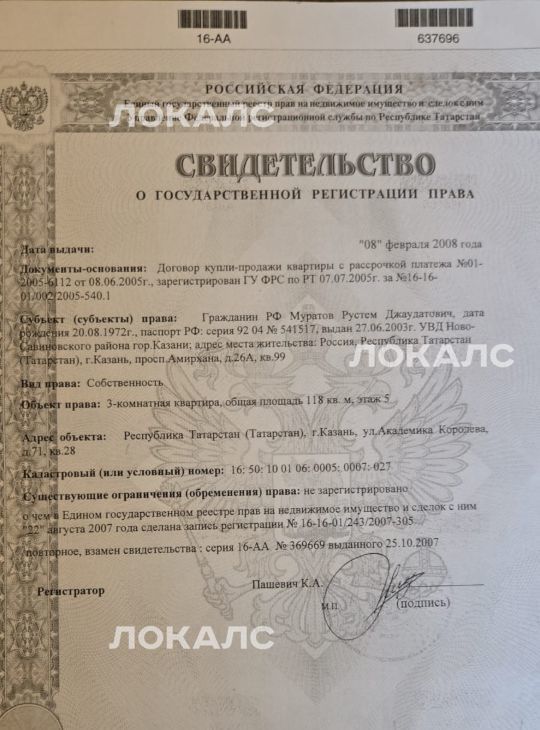 16-АА 637696
РОССИЙСКАЯ ФЕДЕРАЦИЯ
Единый государственный реестр прав на недвижимое имущество и сделок с ним
Управление Федеральной регистрационной службы по Республике Татарстан
ЛОКАЛС
СВИДЕТЕЛЬСТВО
О ГОСУДАРСТВЕННОЙ РЕГИСТРАЦИИ ПРАВА
Дата выдачи: "08" февраля 2008 года
Документы-основания: Договор купли-продажи квартиры с рассрочкой платежа №01-
2005-6112 от 08.06.2005г., зарегистрирован ГУ ФРС по РТ 07.07.2005г. за №16-16-
01/002/2005-540.1
Субъект (субъекты) права: Гражданин РФ Муратов Рустем Джаудатович, дата
рождения 20.08.1972г., паспорт РФ: серия 92 04 № 541517, выдан 27.06.2003г. УВД Ново-
Савиновского района гор.Казани; адрес места жительства: Россия, Республика Татарстан
(Татарстан), г.Казань, просп.Амирхана, д.26А, кв.99
ЛОКАЛС
Вид права: Собственность
Объект права: 3-комнатная квартира, общая площадь 118 кв. м, этаж 5
Адрес объекта: Республика Татарстан (Татарстан), г.Казань, ул.Академика Королева,
д.71, кв.28
Кадастровый (или условный) номер: 16: 50: 10 01 06: 0005: 0007: 027
Существующие ограничения (обременения) права: не зарегистрировано
о чем в Едином государственном реестре прав на недвижимое имущество и сделок с ним
"22" августа 2007 года сделана запись регистрации № 16-16-01/243/2007-305
повторное, взамен свидетельства : серия 16-АА № 369669 выданного 25.10.2007
Регистратор Пашевич К.А.
м.п. (подпись)
ЛОКАЛС